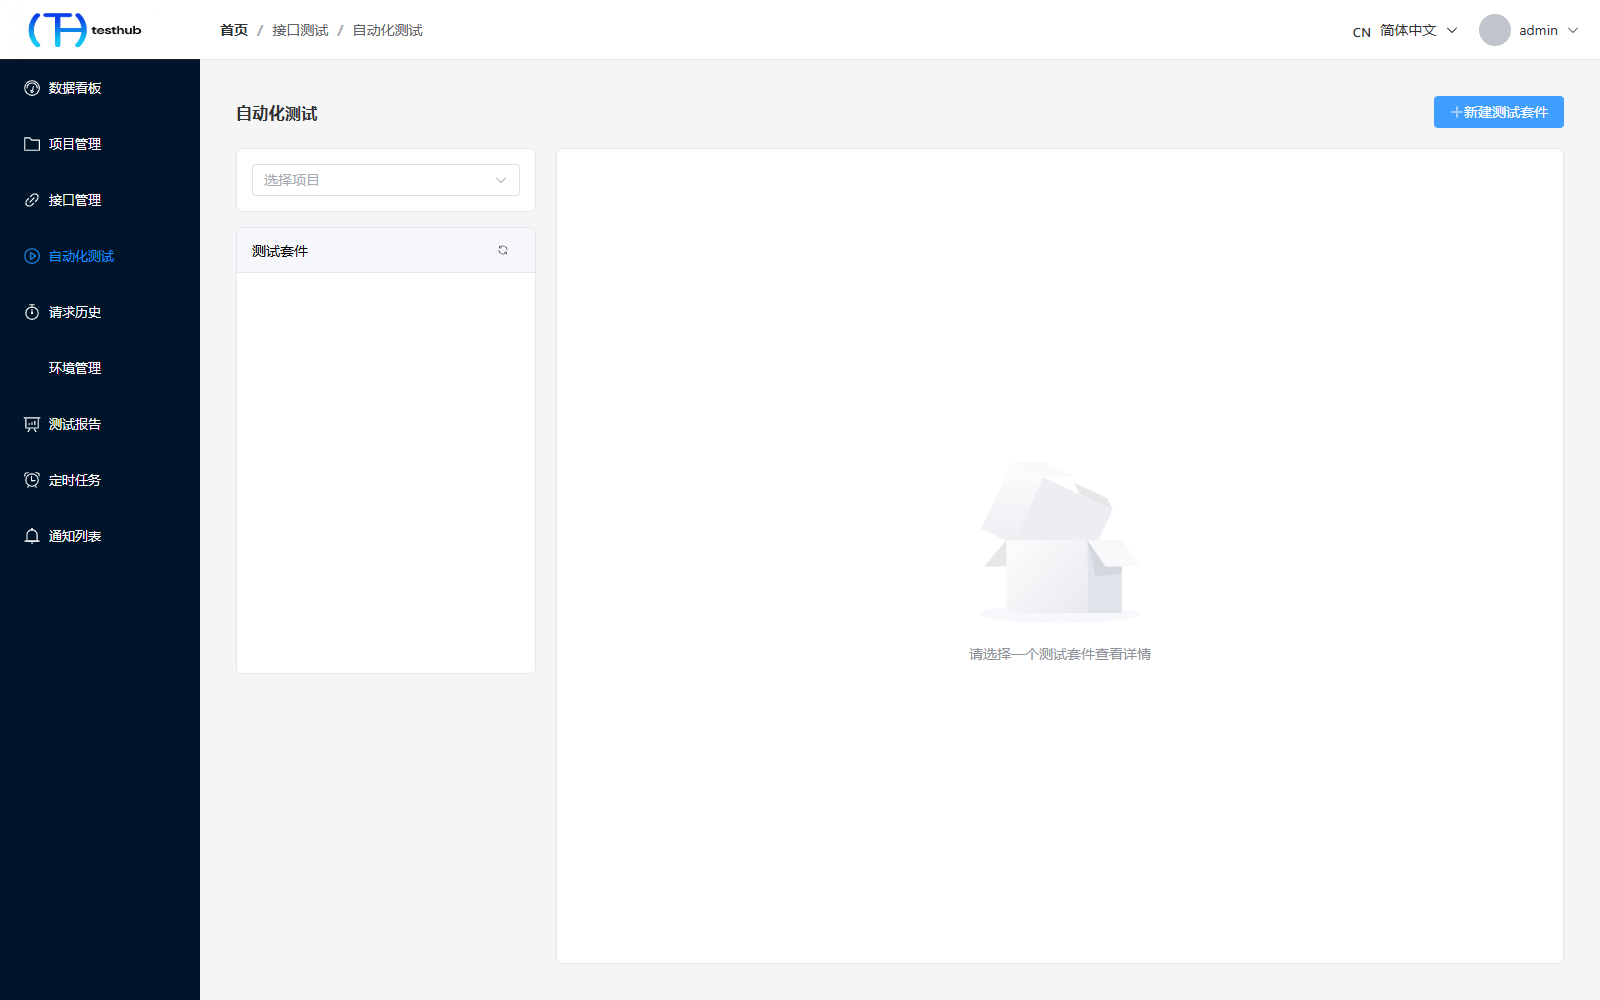 testhub
首页 / 接口测试 / 自动化测试
CN 简体中文
admin
数据看板
项目管理
接口管理
自动化测试
请求历史
环境管理
测试报告
定时任务
通知列表
自动化测试
+新建测试套件
选择项目
测试套件
请选择一个测试套件查看详情